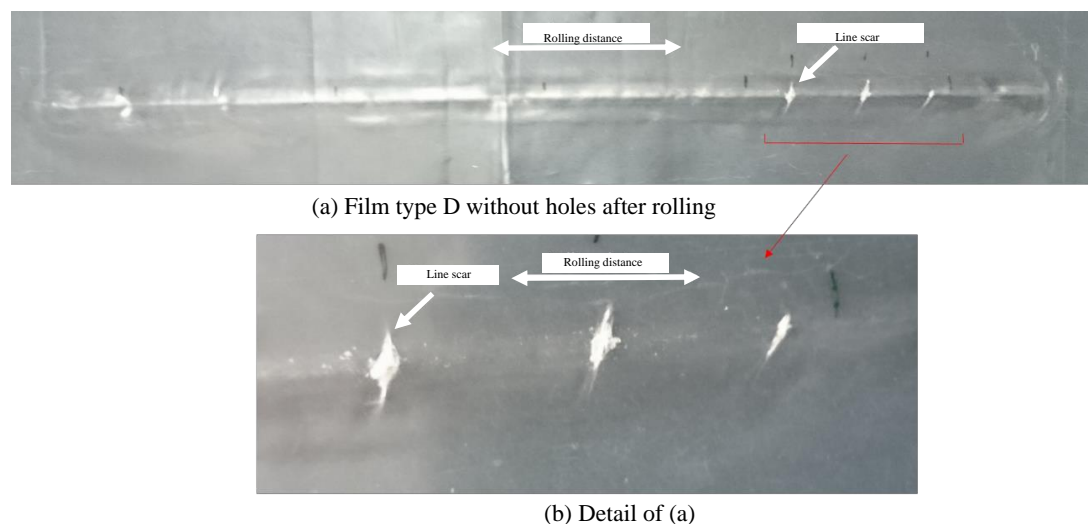 Rolling distance
Line scar
(a) Film type D without holes after rolling
Rolling distance
Line scar
(b) Detail of (a)